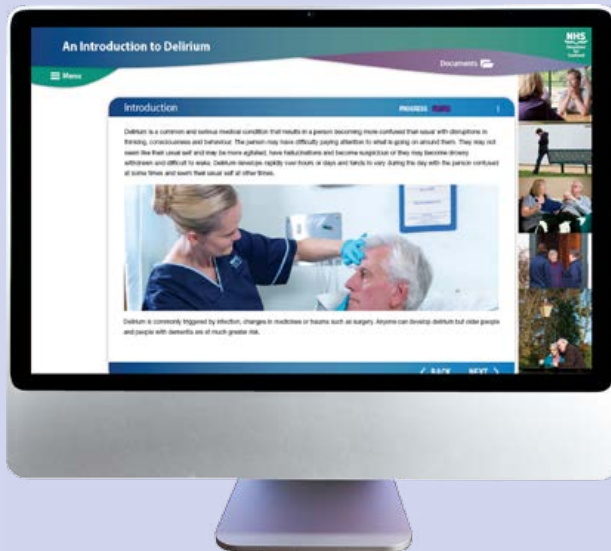 An Introduction to Delirium
NHS
Education
for
Scotland
Documents
Menu
Introduction
PROGRESS
1
Delirium is a common and serious medical condition that results in a person becoming more confused than usual with disruptions in
thinking, consciousness and behaviour. The person may have difficulty paying attention to what is going on around them. They may not
seem like their usual self and may be more agitated, have hallucinations and become suspicious or they may become drowsy
withdrawn and difficult to wake. Delirium develops rapidly over hours or days and tends to vary during the day with the person confused
at some times and seem their usual self at other times.
Delirium is commonly triggered by infection, changes in medicines or trauma such as surgery. Anyone can develop delirium but older people
and people with dementia are at much greater risk.
BACK NEXT